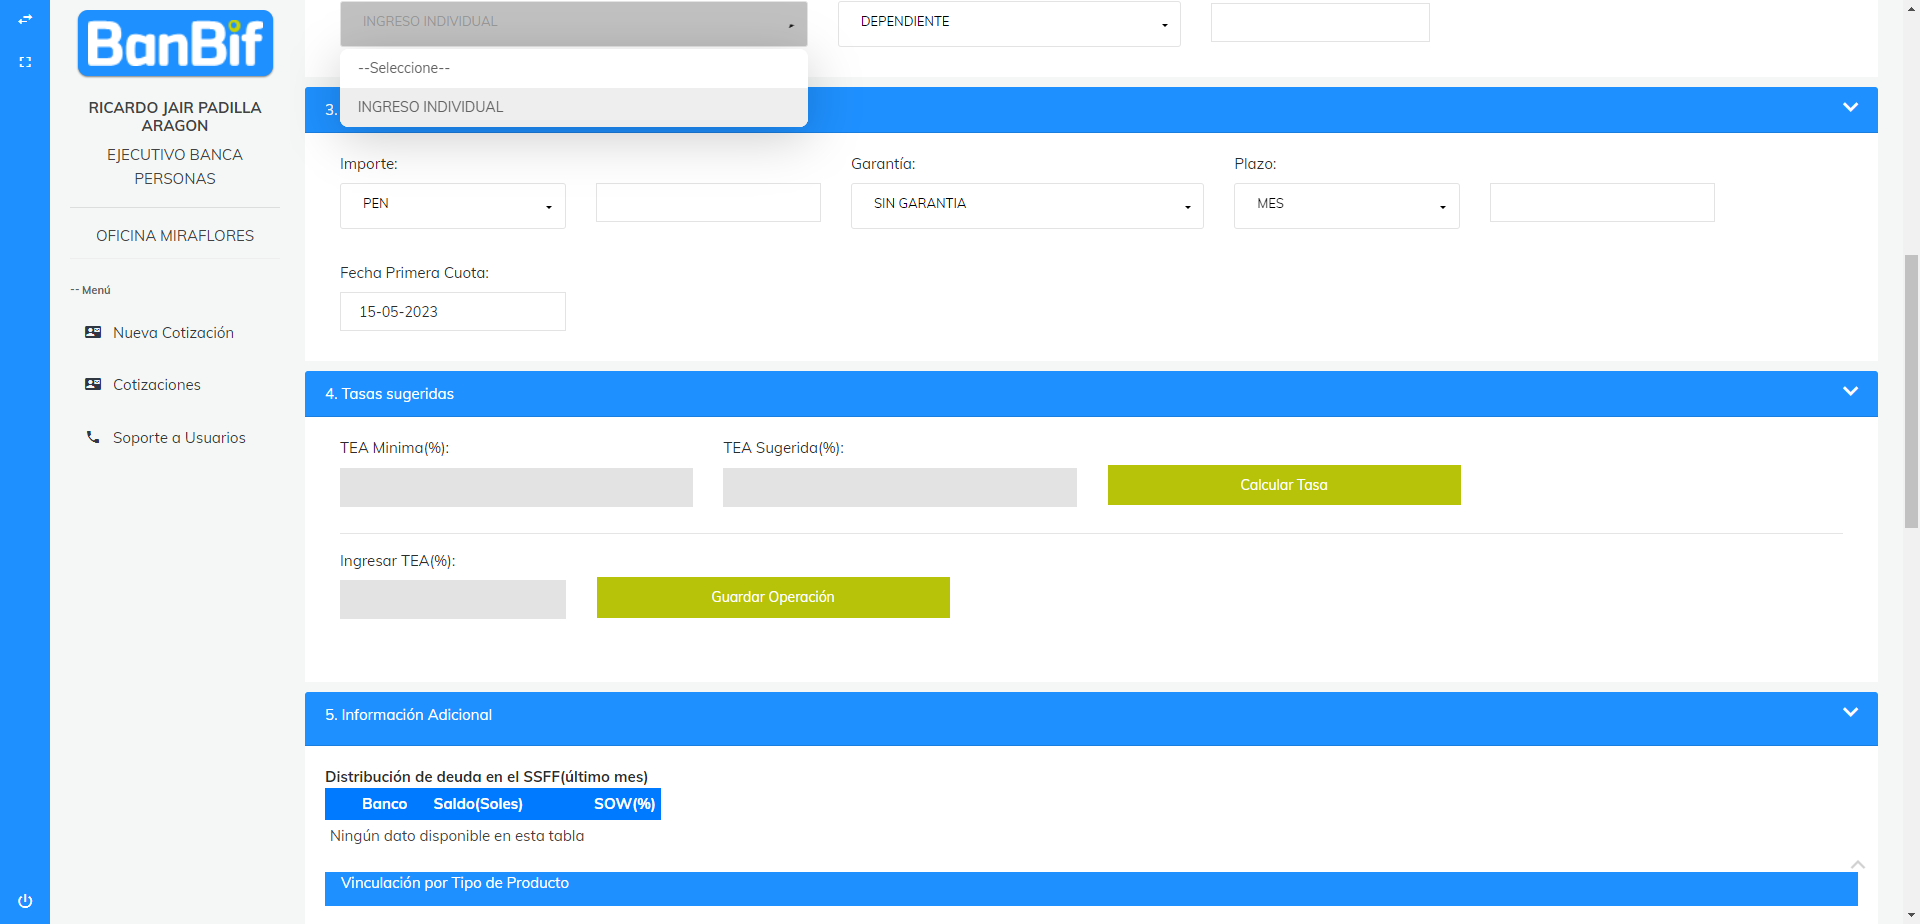 BanBif
RICARDO JAIR PADILLA
ARAGON
EJECUTIVO BANCA
PERSONAS
OFICINA MIRAFLORES
-- Menú
Nueva Cotización
Cotizaciones
Soporte a Usuarios
INGRESO INDIVIDUAL
DEPENDIENTE
--Seleccione--
INGRESO INDIVIDUAL
3.
Importe:
Garantía:
Plazo:
PEN
SIN GARANTIA
MES
Fecha Primera Cuota:
15-05-2023
4. Tasas sugeridas
TEA Minima(%):
TEA Sugerida(%):
Calcular Tasa
Ingresar TEA(%):
Guardar Operación
5. Información Adicional
Distribución de deuda en el SSFF(último mes)
Banco Saldo(Soles) SOW(%)
Ningún dato disponible en esta tabla
Vinculación por Tipo de Producto